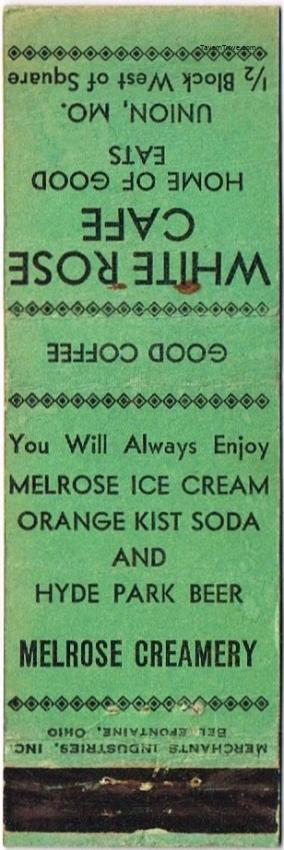 TavernTrove.com
WHITE ROSE
CAFE
HOME OF GOOD
EATS
UNION, MO.
1/2 Block West of Square
GOOD COFFEE
You Will Always Enjoy
MELROSE ICE CREAM
ORANGE KIST SODA
AND
HYDE PARK BEER
MELROSE CREAMERY
MERCHANTS INDUSTRIES, INC.
BELLEFONTAINE, OHIO